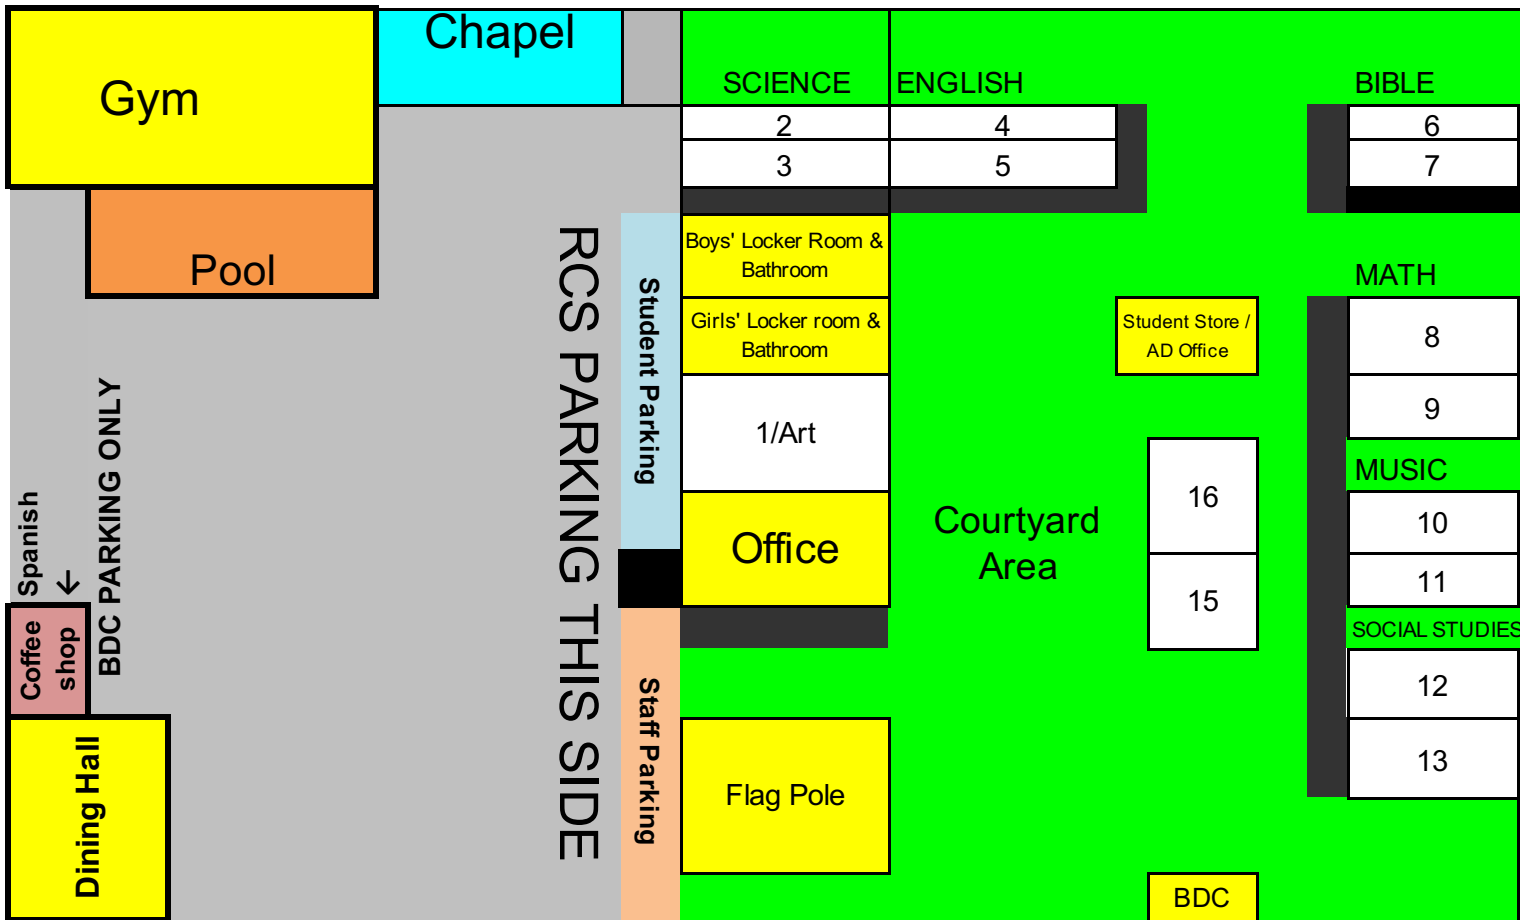 Chapel
Gym
SCIENCE
ENGLISH
BIBLE
2
4
6
3
5
7
Pool
RCS PARKING THIS SIDE
Student Parking
Boys' Locker Room &
Bathroom
Girls' Locker room &
Bathroom
Student Store /
AD Office
MATH
8
9
1/Art
MUSIC
16
10
Office
Courtyard
Area
11
15
SOCIAL STUDIES
12
13
Spanish
←
BDC PARKING ONLY
Coffee
shop
Staff Parking
Dining Hall
Flag Pole
BDC